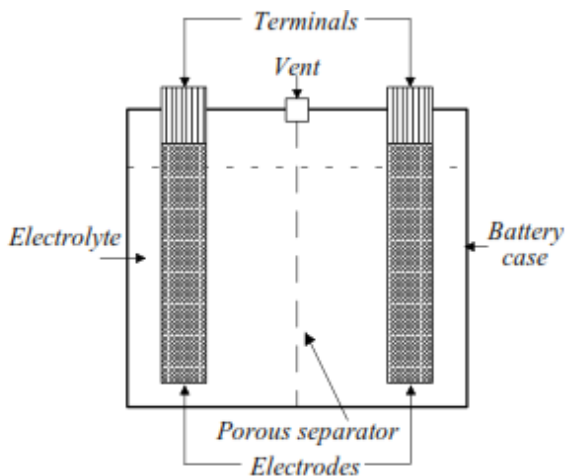 Terminals
Vent
Electrolyte
Battery
case
Porous separator
Electrodes